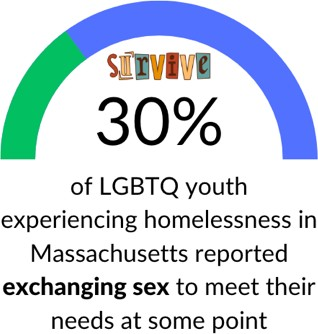 SURVIVE
30%
of LGBTQ youth
experiencing homelessness in
Massachusetts reported
exchanging sex to meet their
needs at some point